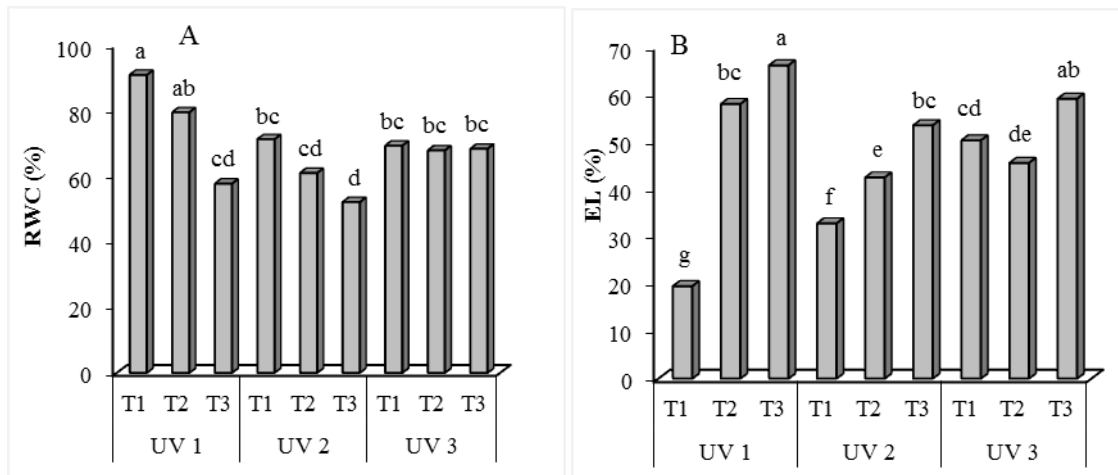 A
RWC (%)
100
80
60
40
20
0
a
ab
cd
bc
cd
d
bc
bc
bc
T1 T2 T3 T1 T2 T3 T1 T2 T3
UV 1 UV 2 UV 3
B
EL (%)
70
60
50
40
30
20
10
0
g
bc
a
f
e
bc
cd
de
ab
T1 T2 T3 T1 T2 T3 T1 T2 T3
UV 1 UV 2 UV 3